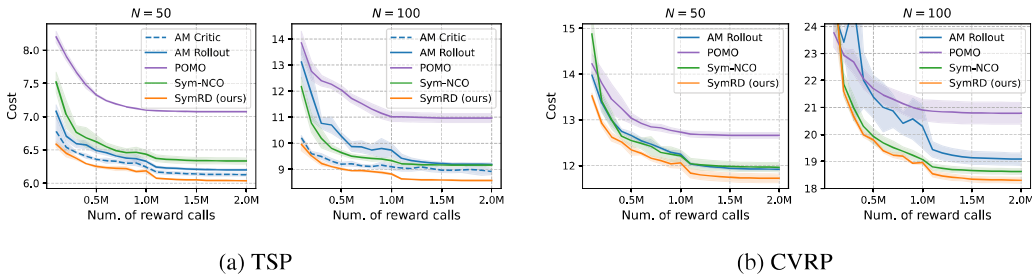 N = 50
N = 100
N = 50
N = 100
Cost
8.0
7.5
7.0
6.5
6.0
AM Critic
AM Rollout
POMO
Sym-NCO
SymRD (ours)
0.5M 1.0M 1.5M 2.0M
Num. of reward calls
14
13
12
11
10
9
AM Critic
AM Rollout
POMO
Sym-NCO
SymRD (ours)
0.5M 1.0M 1.5M 2.0M
Num. of reward calls
Cost
15
14
13
12
AM Rollout
POMO
Sym-NCO
SymRD (ours)
0.5M 1.0M 1.5M 2.0M
Num. of reward calls
24
23
22
21
20
19
18
AM Rollout
POMO
Sym-NCO
SymRD (ours)
0.5M 1.0M 1.5M 2.0M
Num. of reward calls
(a) TSP
(b) CVRP